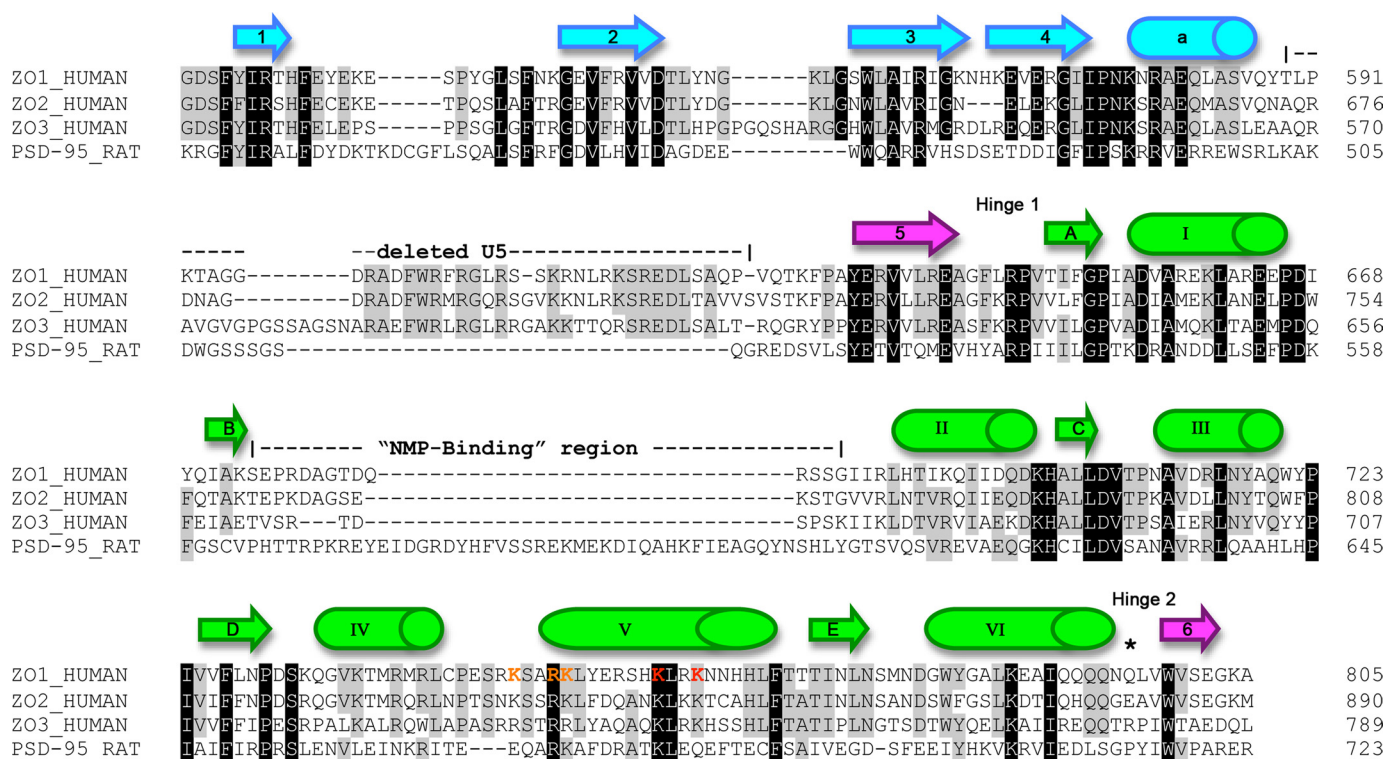 1 2 3 4 a
|--
ZO1_HUMAN GDSFYIRTHFEYEKE-----SPYGLSFNKGEVFRVVDTLYNG------KLGSWLAIRIGKNHKEVERGIIPNKNRAEQLASVQYTLP 591
ZO2_HUMAN GDSFFIRSHFECEKE-----TPQSLAFTRGEVFRVVDTLYDG------KLGNWLAVRIGN---ELEKGLIPNKSRAEQMASVQNAQR 676
ZO3_HUMAN GDSFYIRTHFELEPS-----PPSGLGFTRGDVFHVLDTLHPGPGQSHARGGHWLAVRMGRDLREQERGIIPNKSRAEQLASLEAAQR 570
PSD-95_RAT KRGFYIRALFDYDKTKDCGFLSQALSFRFGDVLHVIDAGDEE---------WWQARRVHSDSETDDIGFIPSKRRVERREWSRLKAK 505
5 Hinge 1 A I
----- --deleted U5------------------|
ZO1_HUMAN KTAGG---------DRADFWRFRGLRS-SKRNLRKSREDLSAQP-VQTKFPAYERVVLREAGFLRPVTIFGPIADVAREKLAREEPDI 668
ZO2_HUMAN DNAG----------DRADFWRMRGQRSGVKKNLRKSREDLTAVVSVSTKFPAYERVLLREAGFKRPVVLFGPIADIAMEKLANELPDW 754
ZO3_HUMAN AVGVGPGSSAGSNARAEFWRLRGLRRGAKKTTQRSREDLSALT-RQGRYPPYERVVLREASFKRPVVILGPVADIAMQKLTAEMPDQ 656
PSD-95_RAT DWGSSSGS----------------------------------QGREDSVLSYETVTQMEVHYARPIIILGPTKDRANDDLLSEFPDK 558
B II C III
|-------- “NMP-Binding” region --------------|
ZO1_HUMAN YQIAKSEPRDAGTDQ--------------------------------RSSGIIRLHTIKQIIDQDKHALLDVTPNAVDRLNYAQWYP 723
ZO2_HUMAN FQTAKTEPKDAGSE---------------------------------KSTGVVRLNTVRQIIEQDKHALLDVTPKAVDLLNYTQWFP 808
ZO3_HUMAN FEIAETVSR---TD---------------------------------SPSKIIKLDTVRVIAEKDKHALLDVTPSAIERLNYVQYYP 707
PSD-95_RAT FGSCVPHTTRPKREYEIDGRDYHFVSSREKMEKDIQAHKFIEAGQYNSHLYGTSVQSVREVAEQGKHCILDVSANAVRRLQAAHLHP 645
D IV V E VI Hinge 2 6
*
ZO1_HUMAN IVVFLNPDSKQGVKTMRMRLCPESRKSARKLYERSHKLRKNNHHLFTTTINLNSMNDGWYGALKEAIQQQQNQLVWVSEGKA 805
ZO2_HUMAN IVIFFNPDSRQGVKTMRQRLNPTSNKSSRKLFDQANKLKKTCAHLFTATINLNSANDSWFGSLKDTIQHQQGEAVWVSEGKM 890
ZO3_HUMAN IVVFFIPESRPALKALRQWLAPASRRSTRRLYAQAQKLRKHSSHLFTATIPLNGTSDTWYQELKAIIREQQTRPIWTAEDQL 789
PSD-95 RAT IAIFIRPRSLENVLEINKRITE---EQARKAFDRATKLEQEFTECFSAIVEGD-SFEEIYHKVKRVIEDLSGPYIWVPARER 723